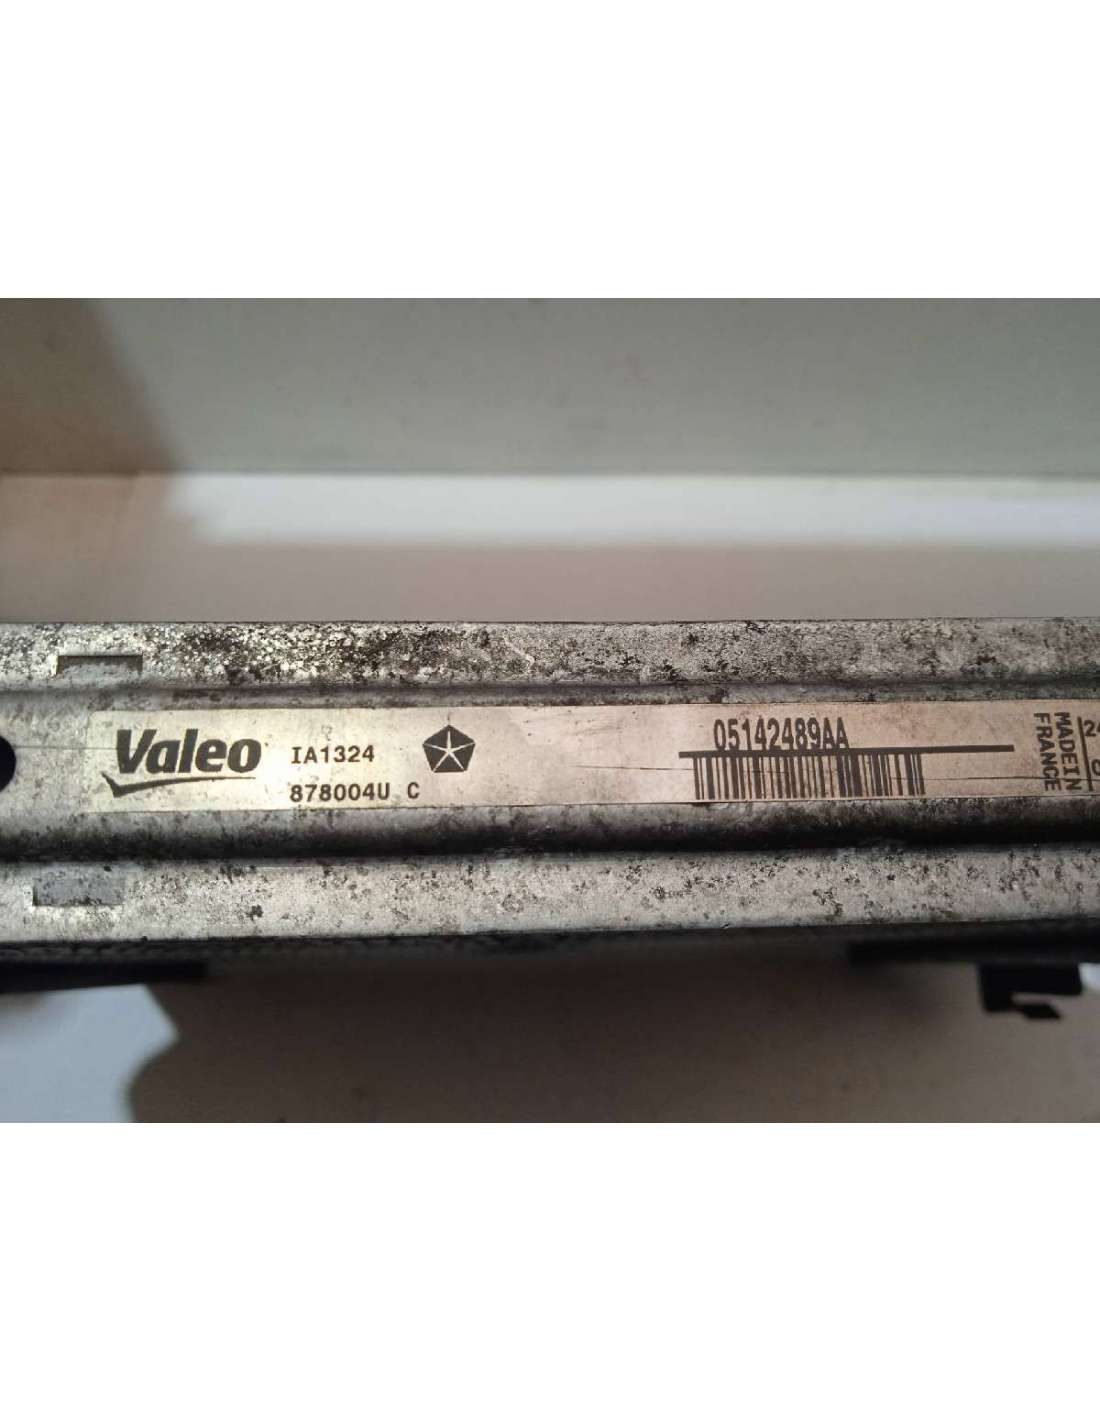 Valeo
IA1324
878004U C
05142489AA
MADE IN
FRANCE